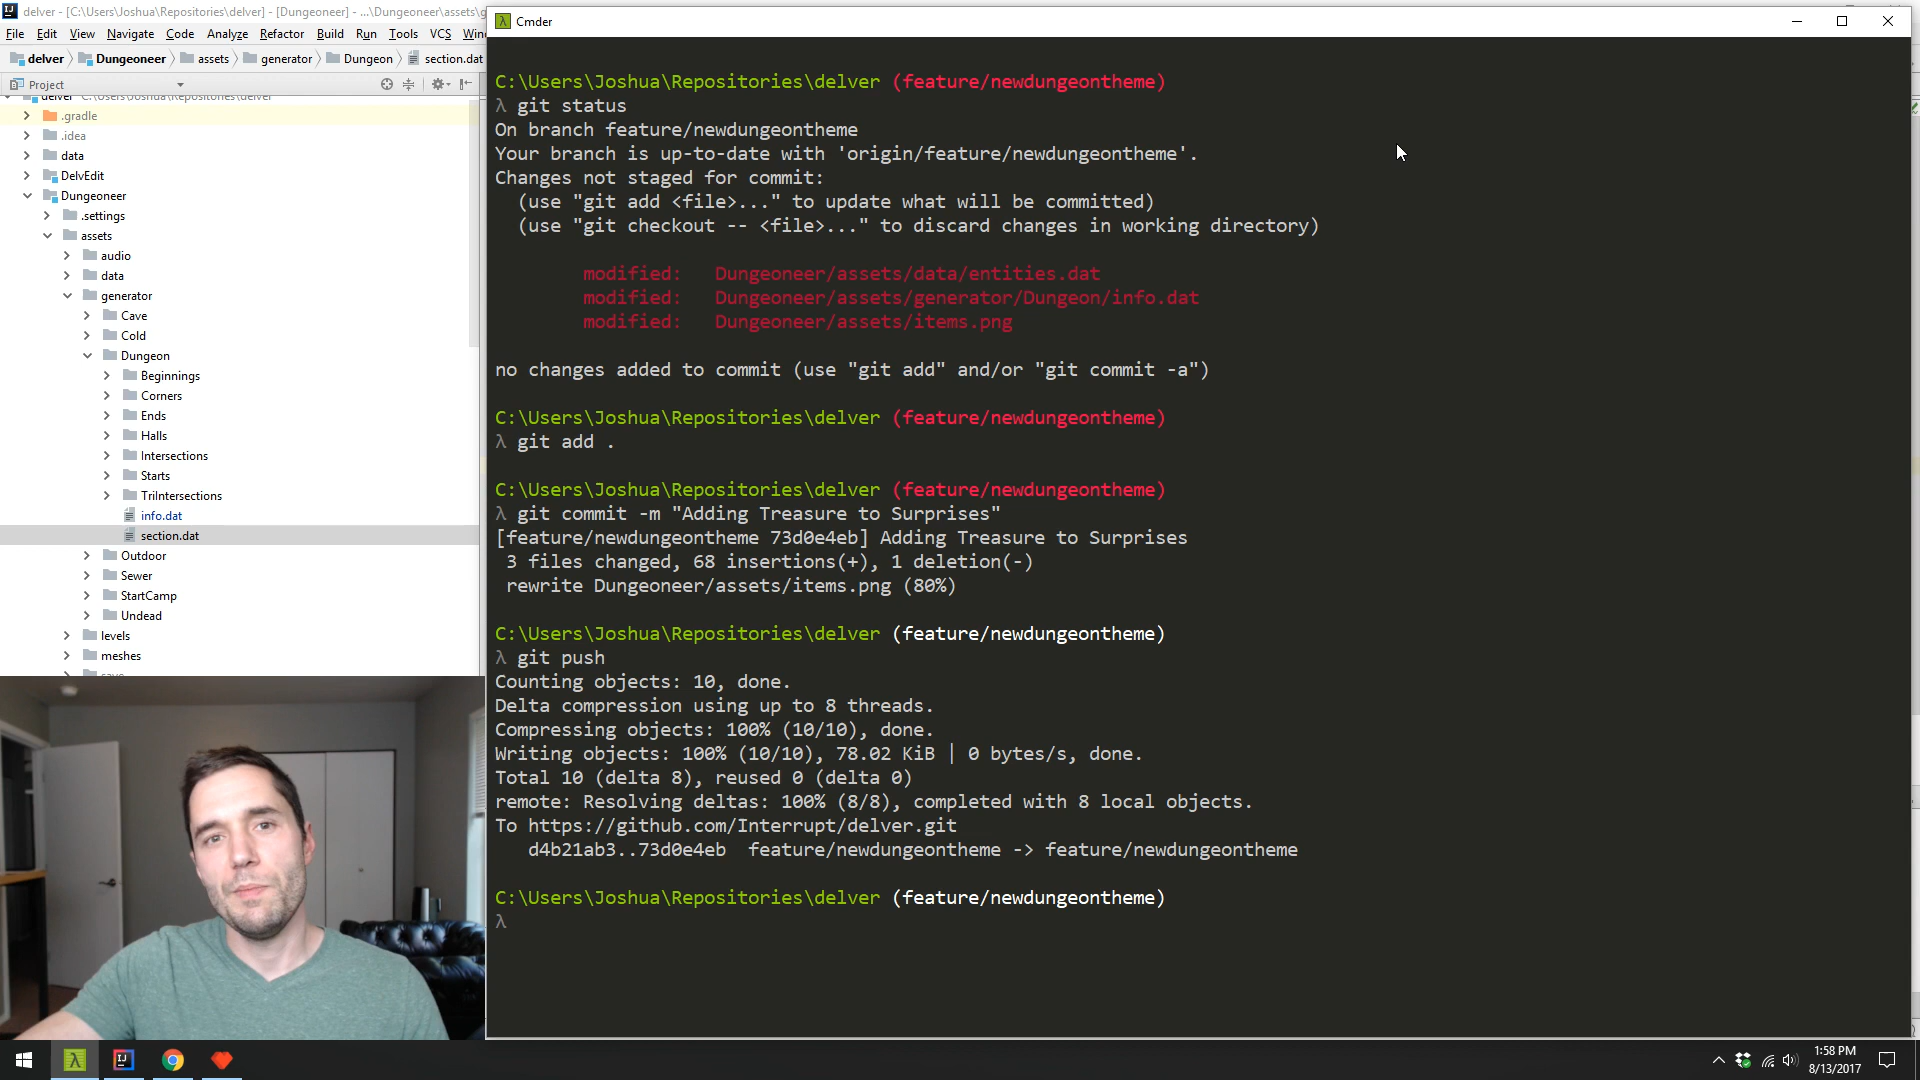 delver - [C:\Users\Joshua\Repositories\delver] - [Dungeoneer] - ...\Dungeoneer\assets\g
File Edit View Navigate Code Analyze Refactor Build Run Tools VCS Win
delver Dungeoneer assets generator Dungeon section.dat
Project
delver C:\Users\Joshua\Repositories\delver
.gradle
.idea
data
DelvEdit
Dungeoneer
.settings
assets
audio
data
generator
Cave
Cold
Dungeon
Beginnings
Corners
Ends
Halls
Intersections
Starts
TriIntersections
info.dat
section.dat
Outdoor
Sewer
StartCamp
Undead
levels
meshes
Cmder
C:\Users\Joshua\Repositories\delver (feature/newdungeontheme)
λ git status
On branch feature/newdungeontheme
Your branch is up-to-date with 'origin/feature/newdungeontheme'.
Changes not staged for commit:
(use "git add <file>..." to update what will be committed)
(use "git checkout -- <file>..." to discard changes in working directory)
modified: Dungeoneer/assets/data/entities.dat
modified: Dungeoneer/assets/generator/Dungeon/info.dat
modified: Dungeoneer/assets/items.png
no changes added to commit (use "git add" and/or "git commit -a")
C:\Users\Joshua\Repositories\delver (feature/newdungeontheme)
λ git add .
C:\Users\Joshua\Repositories\delver (feature/newdungeontheme)
λ git commit -m "Adding Treasure to Surprises"
[feature/newdungeontheme 73d0e4eb] Adding Treasure to Surprises
3 files changed, 68 insertions(+), 1 deletion(-)
rewrite Dungeoneer/assets/items.png (80%)
C:\Users\Joshua\Repositories\delver (feature/newdungeontheme)
λ git push
Counting objects: 10, done.
Delta compression using up to 8 threads.
Compressing objects: 100% (10/10), done.
Writing objects: 100% (10/10), 78.02 KiB | 0 bytes/s, done.
Total 10 (delta 8), reused 0 (delta 0)
remote: Resolving deltas: 100% (8/8), completed with 8 local objects.
To https://github.com/Interrupt/delver.git
d4b21ab3..73d0e4eb feature/newdungeontheme -> feature/newdungeontheme
C:\Users\Joshua\Repositories\delver (feature/newdungeontheme)
λ
1:58 PM
8/13/2017